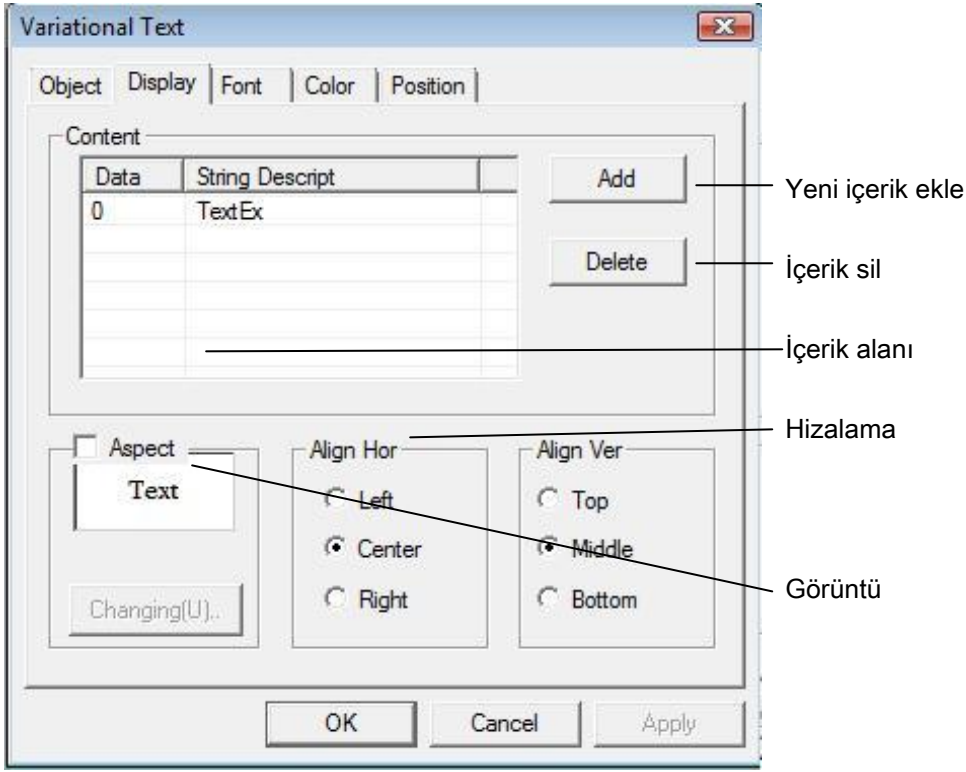 Variational Text
Object Display Font Color Position
Content
Data String Descript
0 TextEx
Add
Delete
Yeni içerik ekle
İçerik sil
İçerik alanı
Hizalama
Aspect
Text
Changing(U)..
Align Hor
Left
Center
Right
Align Ver
Top
Middle
Bottom
Görüntü
OK Cancel Apply